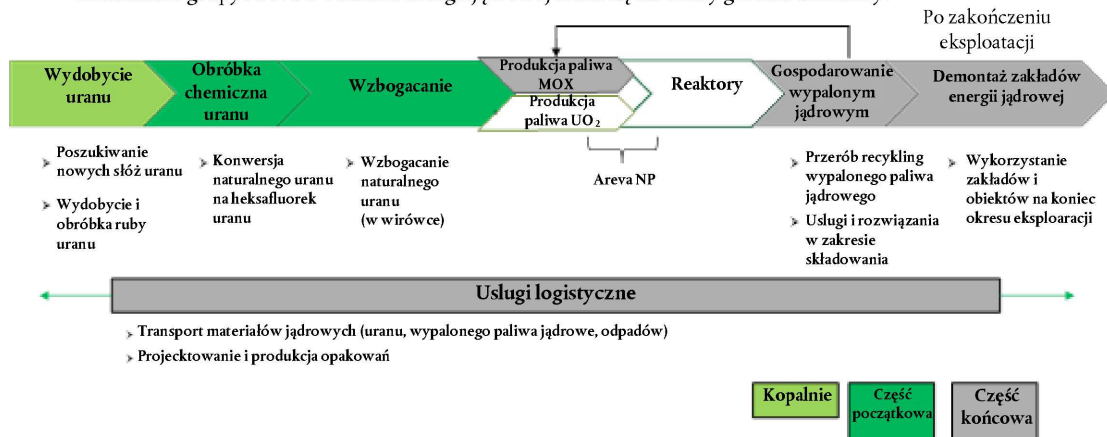 Po zakończeniu
eksploatacji
Wydobycie
uranu
Obróbka
chemiczna
uranu
Wzbogacanie
Produkcja paliwa
MOX
Produkcja
paliwa UO₂
Reaktory
Gospodarowanie
wypalonym
jądrowym
Demontaż zakładów
energii jądrowej
Poszukiwanie
nowych słóż uranu
Wydobycie i
obróbka ruby
uranu
Konwersja
naturalnego uranu
na heksafluorek
uranu
Wzbogacanie
naturalnego
uranu
(w wirówce)
Areva NP
Przerób recykling
wypalonego paliwa
jądrowego
Uslugi i rozwiązania
w zakresie
składowania
Wykorzystanie
zakładów i
obiektów na koniec
okresu eksploaracji
Uslugi logistyczne
Transport materiałów jądrowych (uranu, wypalonego paliwa jądrowe, odpadów)
Projecktowanie i produkcja opakowań
Kopalnie
Część
początkowa
Część
końcowa